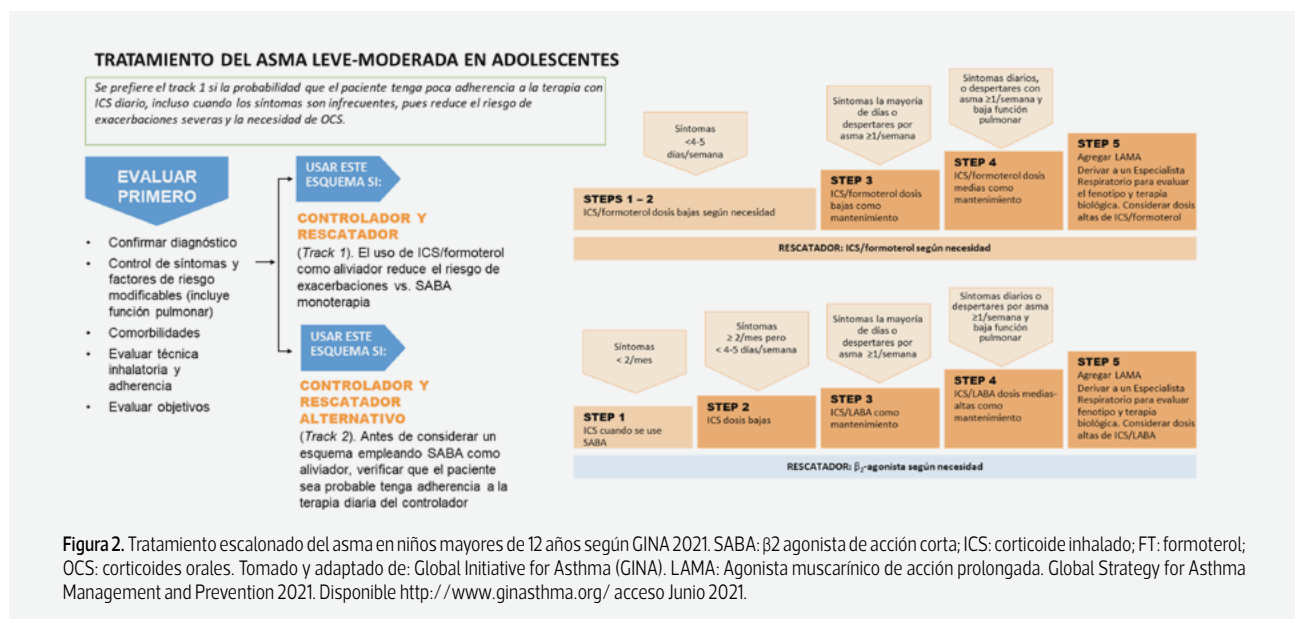 TRATAMIENTO DEL ASMA LEVE-MODERADA EN ADOLESCENTES
Se prefiere el track 1 si la probabilidad que el paciente tenga poca adherencia a la terapia con
ICS diario, incluso cuando los síntomas son infrecuentes, pues reduce el riesgo de
exacerbaciones severas y la necesidad de OCS.
EVALUAR
PRIMERO
• Confirmar diagnóstico
• Control de síntomas y
factores de riesgo
modificables (incluye
función pulmonar)
• Comorbilidades
• Evaluar técnica
inhalatoria y
adherencia
• Evaluar objetivos
USAR ESTE
ESQUEMA SI:
CONTROLADOR Y
RESCATADOR
(Track 1). El uso de ICS/formoterol
como aliviador reduce el riesgo de
exacerbaciones vs. SABA
monoterapia
USAR ESTE
ESQUEMA SI:
CONTROLADOR Y
RESCATADOR
ALTERNATIVO
(Track 2). Antes de considerar un
esquema empleando SABA como
aliviador, verificar que el paciente
sea probable tenga adherencia a la
terapia diaria del controlador
Síntomas
<4-5
días/semana
Síntomas la mayoría
de días o
despertares por
asma ≥1/semana
Síntomas diarios,
o despertares con
asma ≥1/semana y
baja función
pulmonar
STEPS 1 – 2
ICS/formoterol dosis bajas según necesidad
STEP 3
ICS/formoterol dosis
bajas como
mantenimiento
STEP 4
ICS/formoterol dosis
medias como
mantenimiento
STEP 5
Agregar LAMA
Derivar a un Especialista
Respiratorio para evaluar
el fenotipo y terapia
biológica. Considerar dosis
altas de ICS/formoterol
RESCATADOR: ICS/formoterol según necesidad
Síntomas
< 2/mes
Síntomas
≥ 2/mes pero
< 4-5 días/semana
Síntomas la mayoría
de días o
despertares por
asma ≥1/semana
Síntomas diarios o
despertares por asma
≥1/semana y
baja función
pulmonar
STEP 1
ICS cuando se use
SABA
STEP 2
ICS dosis bajas
STEP 3
ICS/LABA como
mantenimiento
STEP 4
ICS/LABA dosis medias-
altas como
mantenimiento
STEP 5
Agregar LAMA
Derivar a un Especialista
Respiratorio para evaluar
fenotipo y terapia
biológica. Considerar dosis
altas de ICS/LABA
RESCATADOR: β₂-agonista según necesidad
Figura 2. Tratamiento escalonado del asma en niños mayores de 12 años según GINA 2021. SABA: β2 agonista de acción corta; ICS: corticoide inhalado; FT: formoterol;
OCS: corticoides orales. Tomado y adaptado de: Global Initiative for Asthma (GINA). LAMA: Agonista muscarínico de acción prolongada. Global Strategy for Asthma
Management and Prevention 2021. Disponible http://www.ginasthma.org/ acceso Junio 2021.